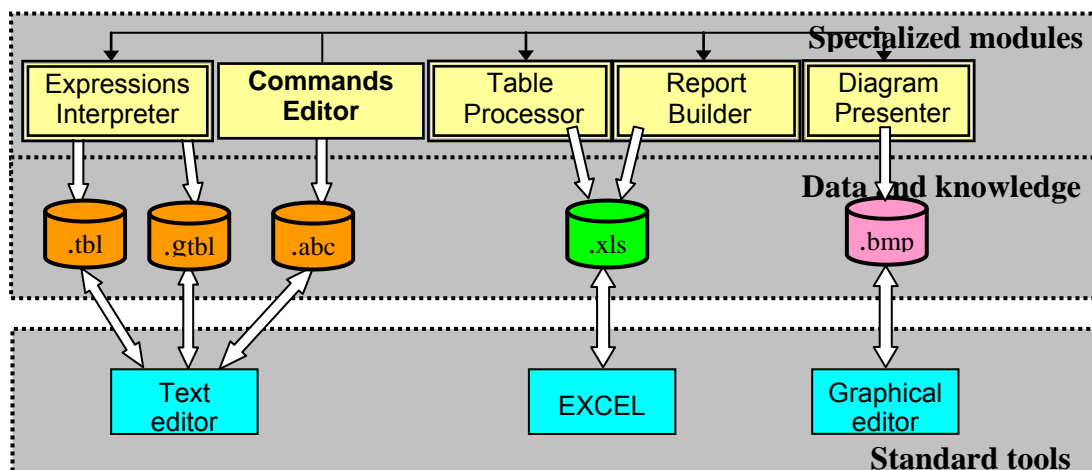 Specialized modules
Expressions
Interpreter
Commands
Editor
Table
Processor
Report
Builder
Diagram
Presenter
Data and knowledge
.tbl
.gtbl
.abc
.xls
.bmp
Text
editor
EXCEL
Graphical
editor
Standard tools